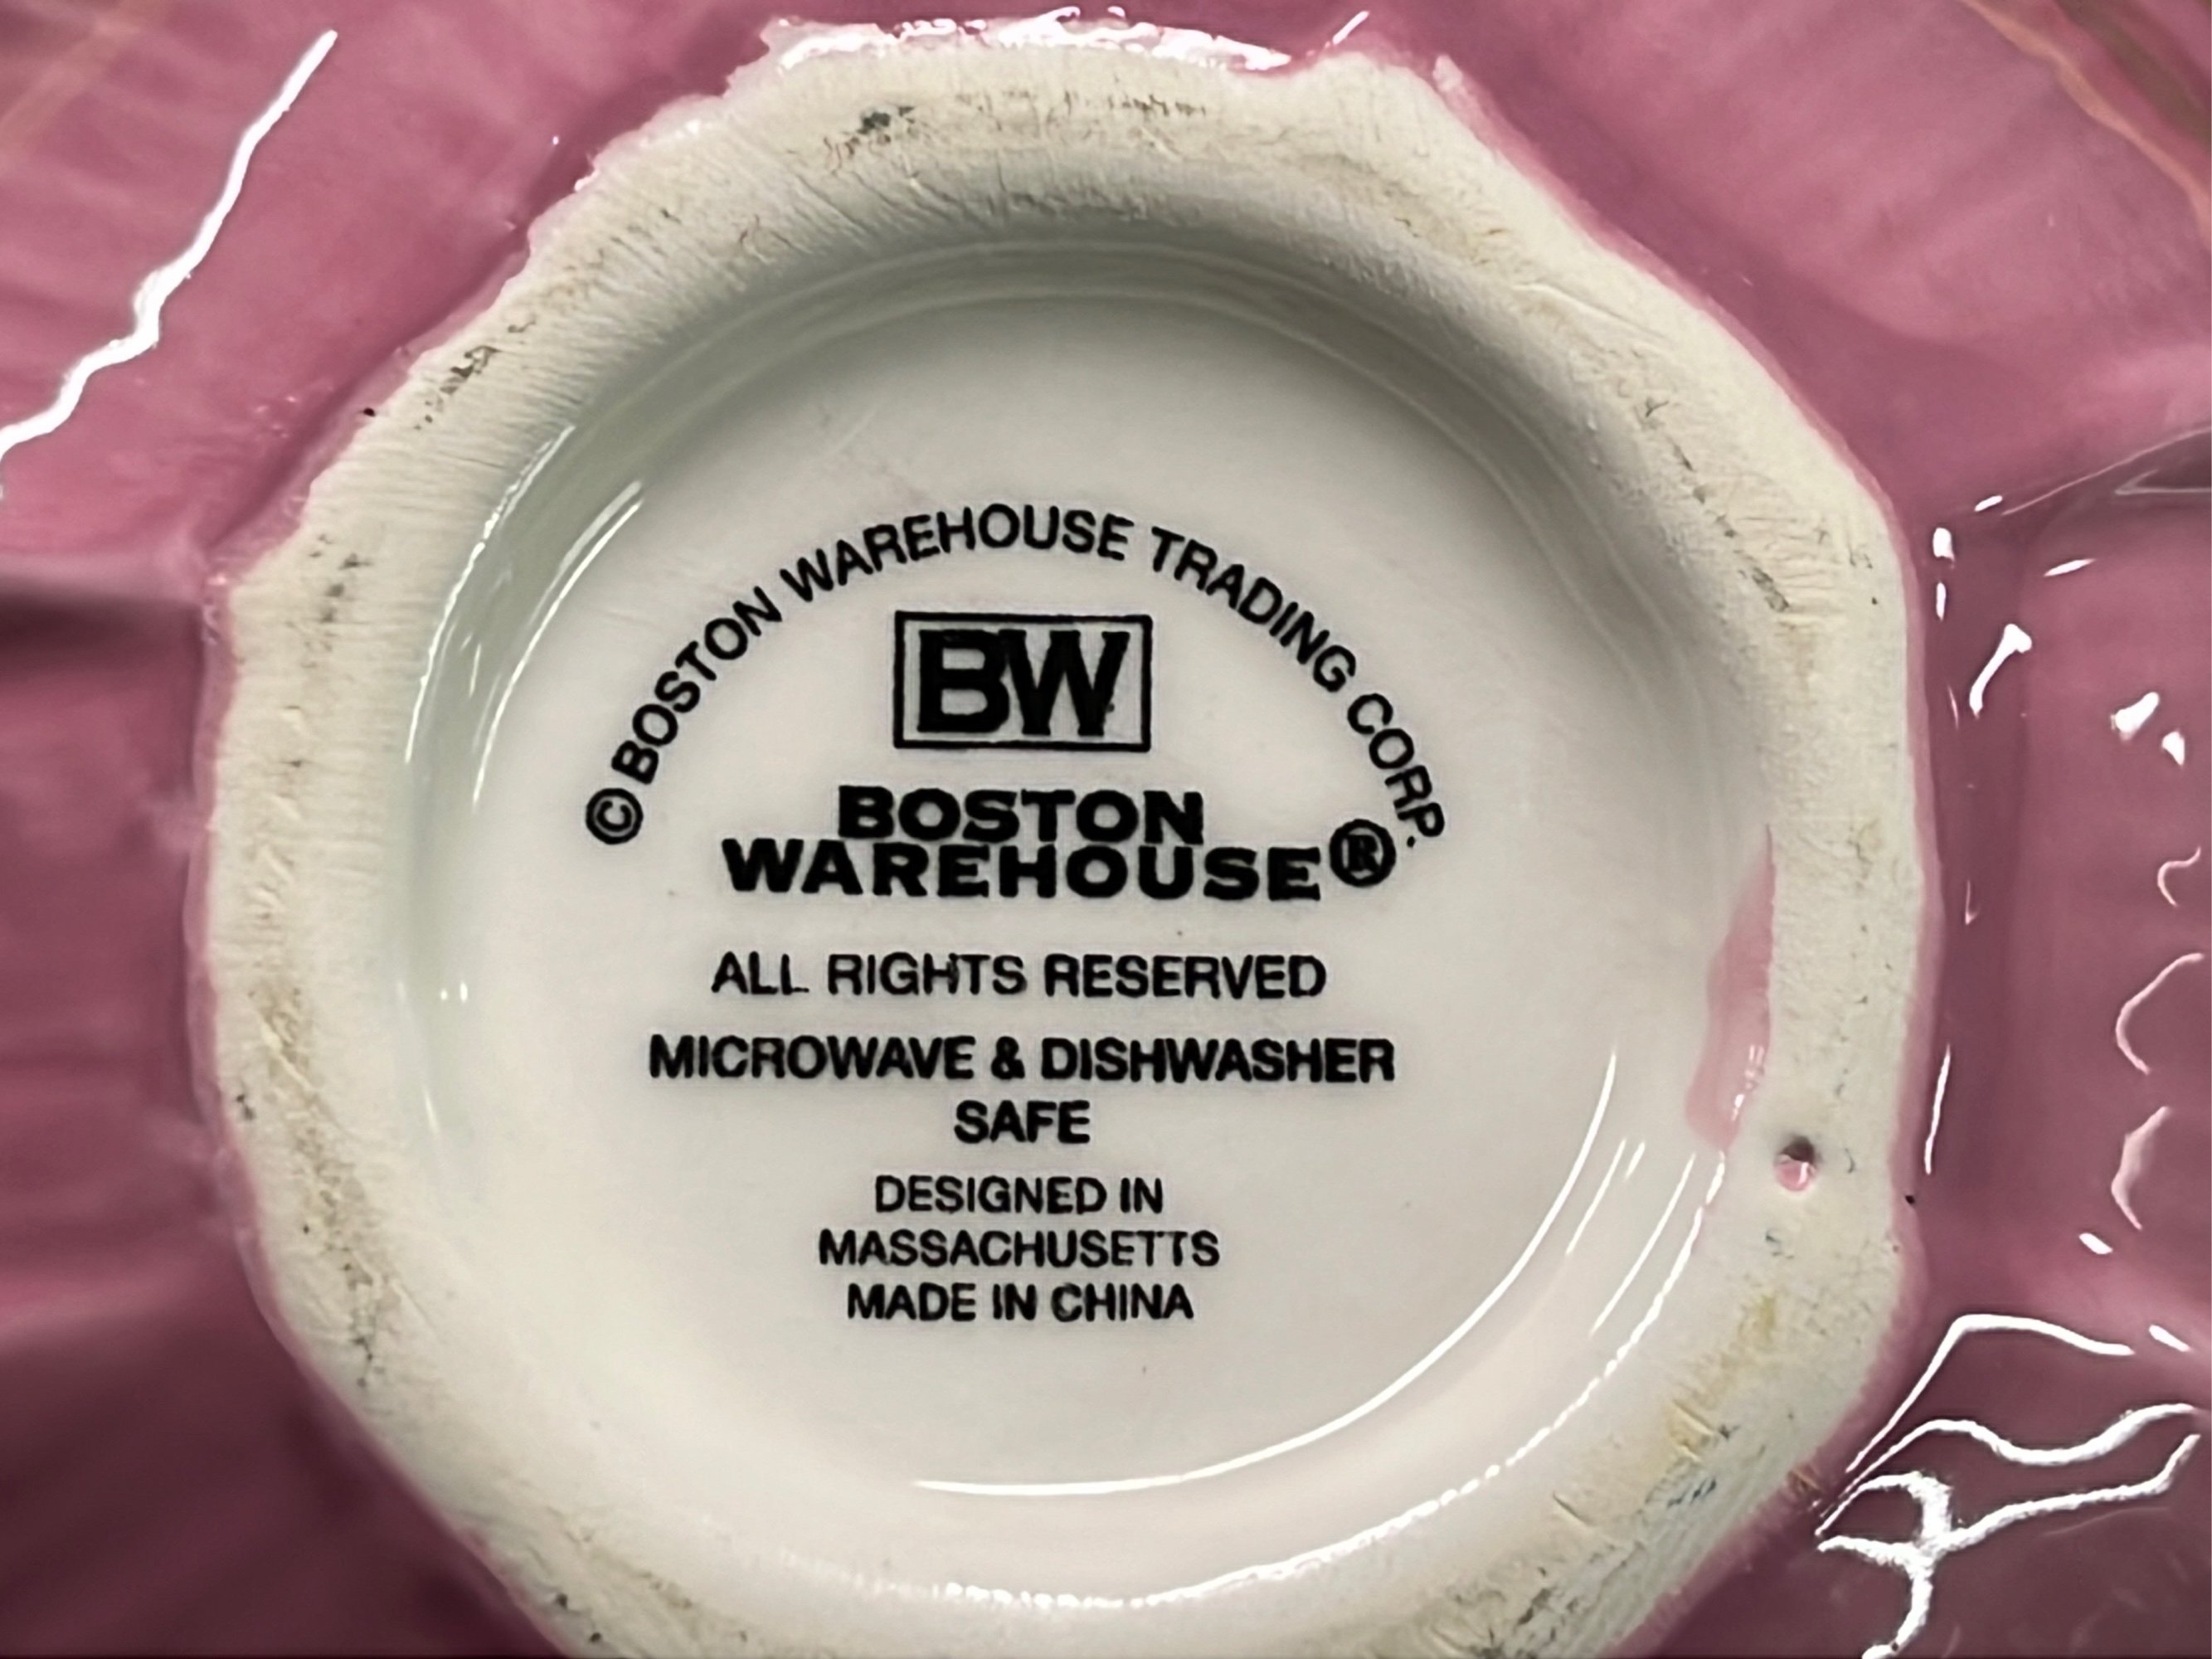 © BOSTON WAREHOUSE TRADING CORP.
BW
BOSTON
WAREHOUSE®
ALL RIGHTS RESERVED
MICROWAVE & DISHWASHER
SAFE
DESIGNED IN
MASSACHUSETTS
MADE IN CHINA